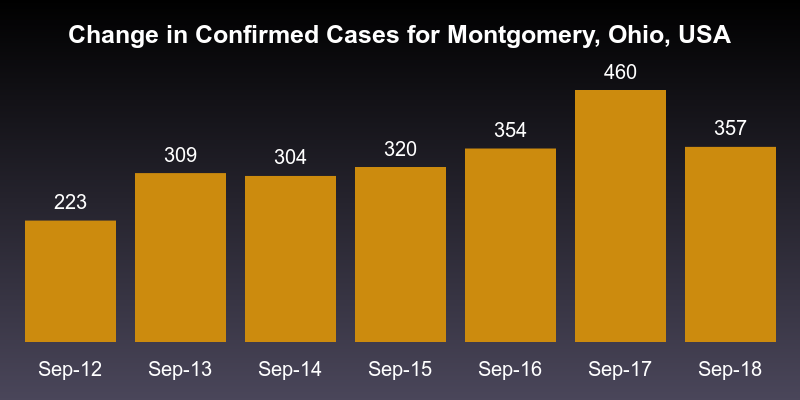 Change in Confirmed Cases for Montgomery, Ohio, USA
223
309
304
320
354
460
357
Sep-12
Sep-13
Sep-14
Sep-15
Sep-16
Sep-17
Sep-18